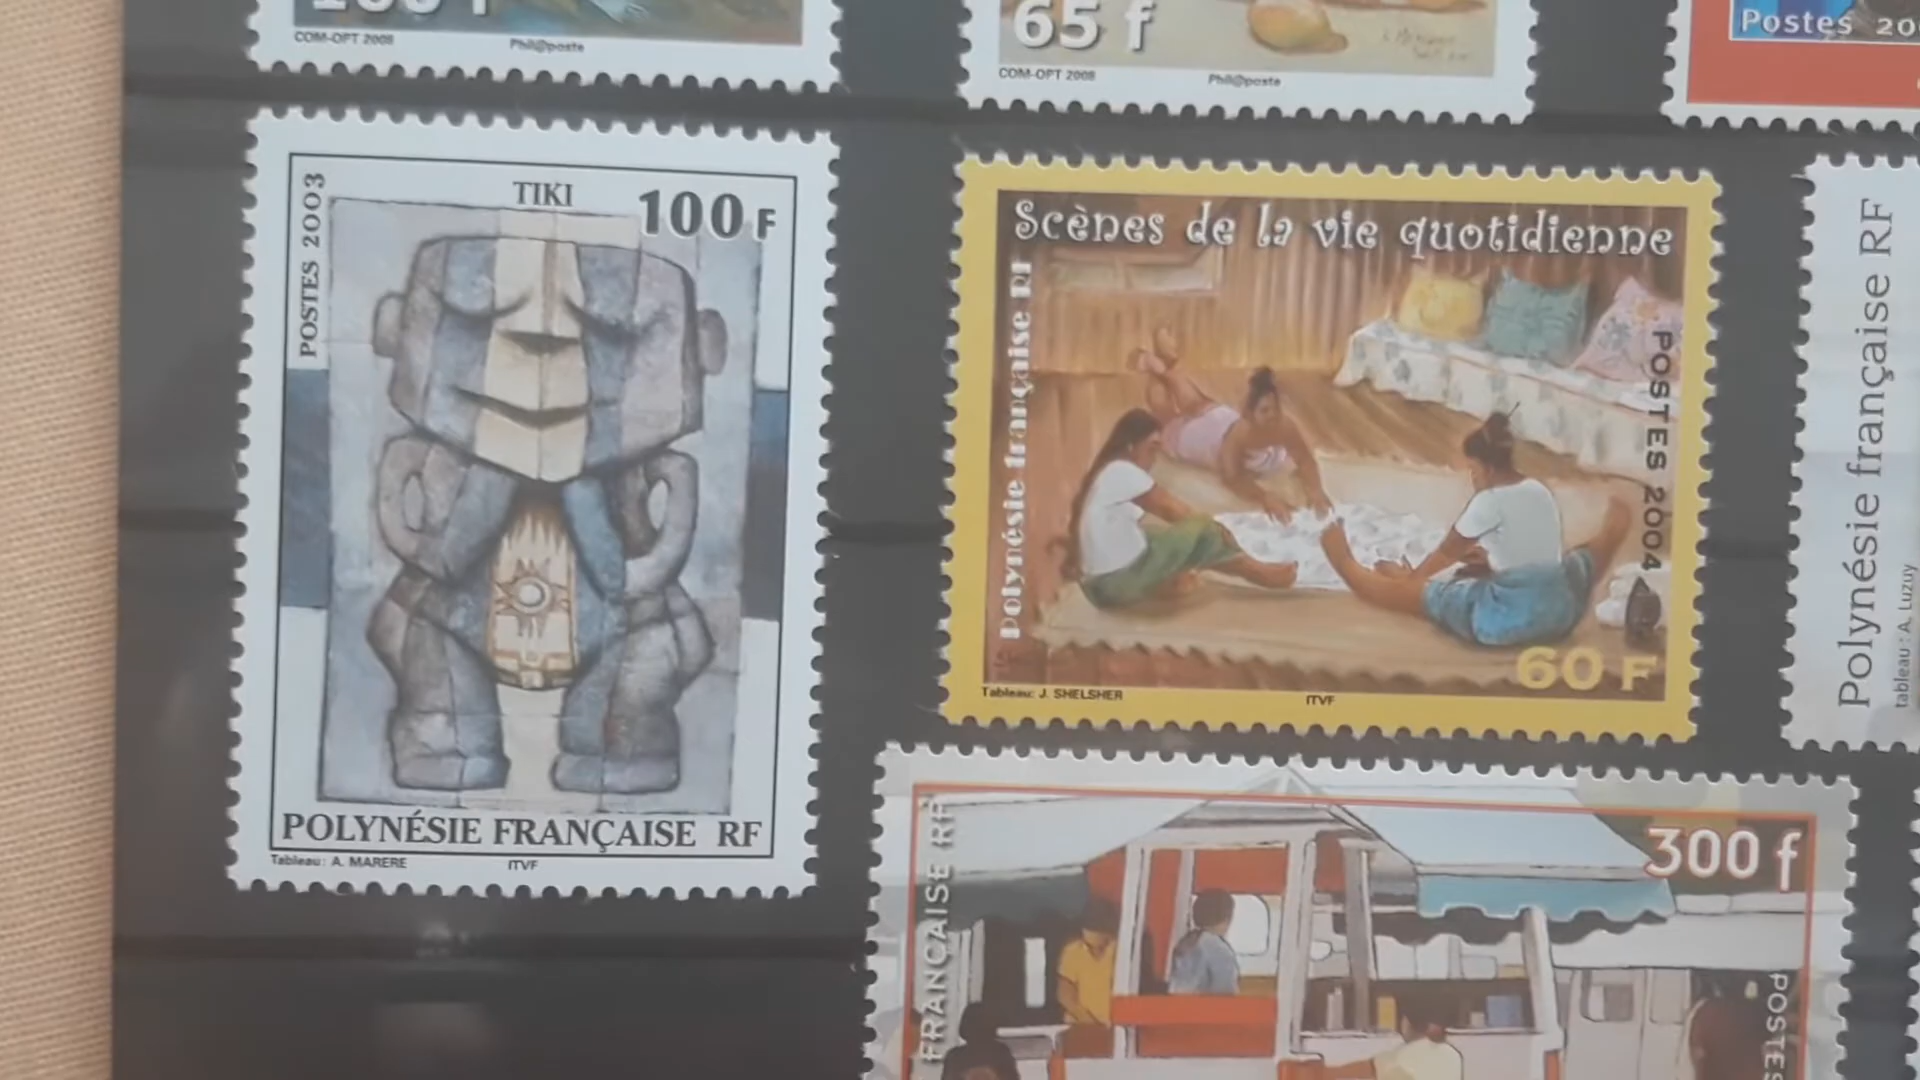 COM-OPT 2008
Phil@poste
65 f
COM-OPT 2008
Phil@poste
Postes
POSTES 2003
TIKI
100 F
POLYNÉSIE FRANÇAISE RF
Tableau: A. MARERE
ITVF
Scènes de la vie quotidienne
Polynésie française RF
POSTES 2004
60 F
Tableau: J. SHELSHER
ITVF
Polynésie française RF
tableau: A. Luzuy
300 f
FRANÇAISE RF
POSTES